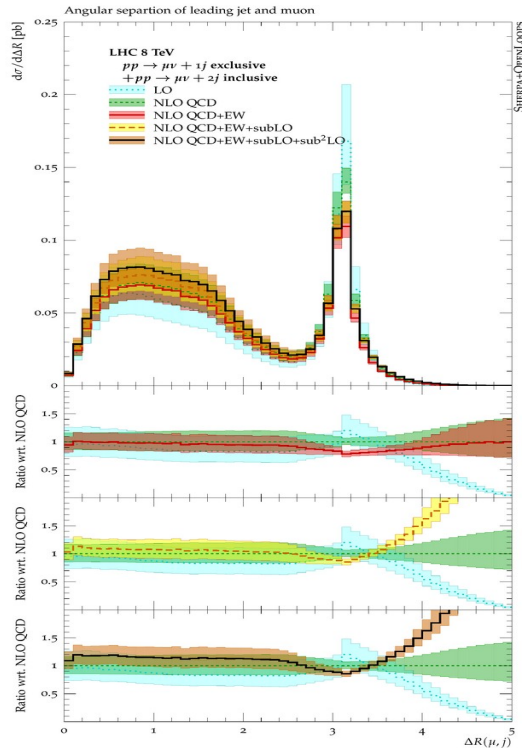 Angular separtion of leading jet and muon
dσ/dΔR [pb]
0.25
0.2
0.15
0.1
0.05
0
LHC 8 TeV
pp → μν + 1j exclusive
+pp → μν + 2j inclusive
LO
NLO QCD
NLO QCD+EW
NLO QCD+EW+subLO
NLO QCD+EW+subLO+sub²LO
SHERPA+OPENLOOPS
Ratio wrt. NLO QCD
1.5
1
0.5
Ratio wrt. NLO QCD
1.5
1
0.5
Ratio wrt. NLO QCD
1.5
1
0.5
0 1 2 3 4 5
ΔR(μ, j)